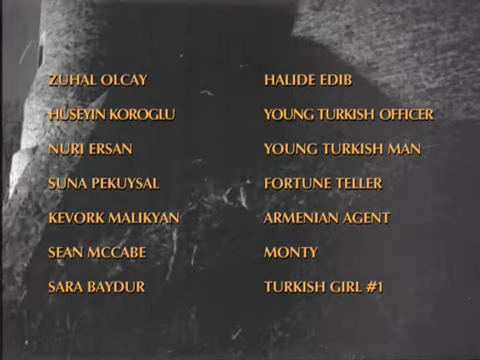 ZUHAL OLCAY HALIDE EDIB
HUSEYIN KOROGLU YOUNG TURKISH OFFICER
NURI ERSAN YOUNG TURKISH MAN
SUNA PEKUYSAL FORTUNE TELLER
KEVORK MALIKYAN ARMENIAN AGENT
SEAN MCCABE MONTY
SARA BAYDUR TURKISH GIRL #1